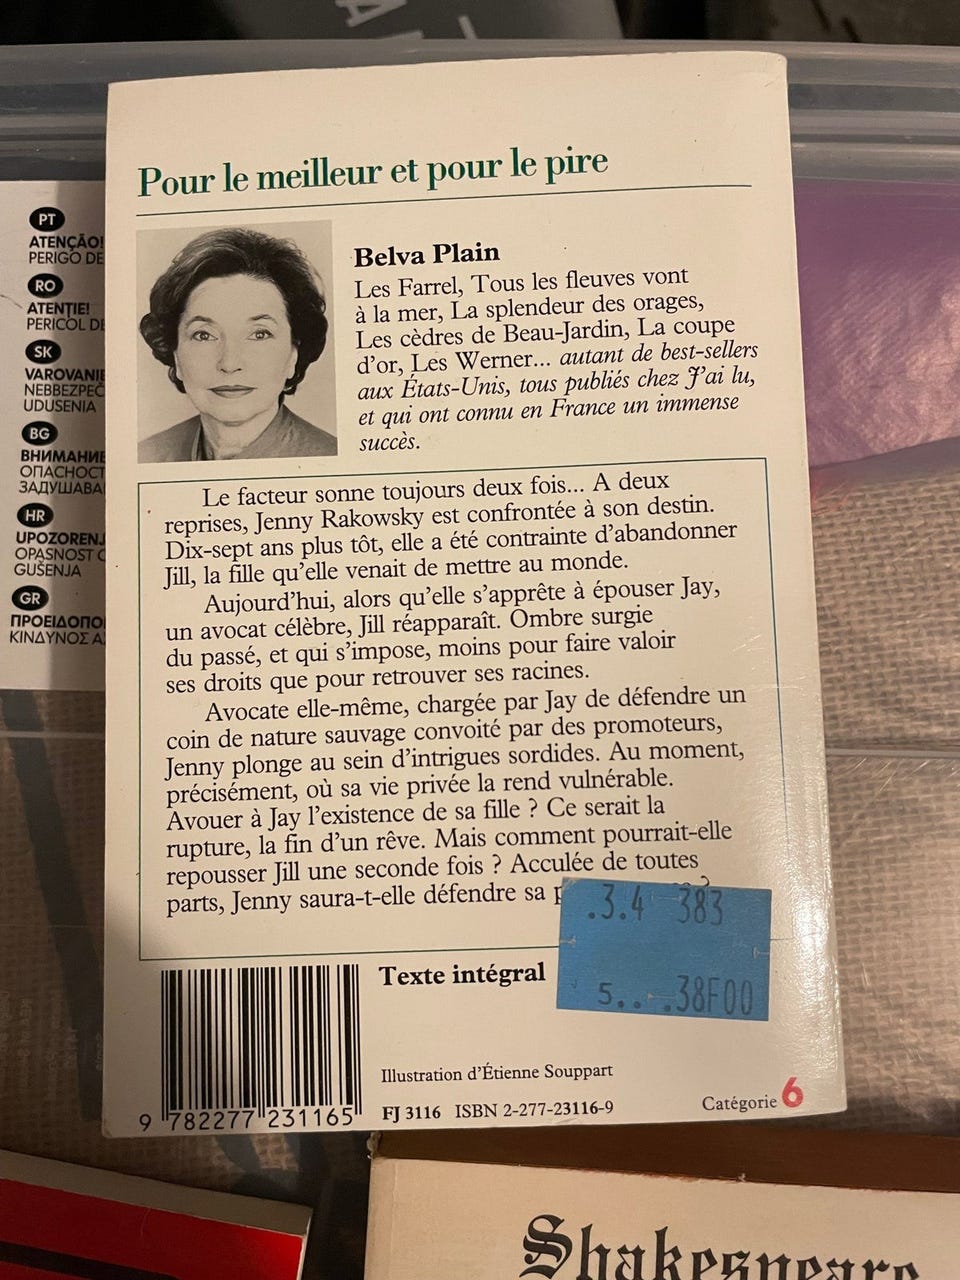 Pour le meilleur et pour le pire
Belva Plain
Les Farrel, Tous les fleuves vont
à la mer, La splendeur des orages,
Les cèdres de Beau-Jardin, La coupe
d'or, Les Werner... autant de best-sellers
aux États-Unis, tous publiés chez J'ai lu,
et qui ont connu en France un immense
succès.
Le facteur sonne toujours deux fois... A deux
reprises, Jenny Rakowsky est confrontée à son destin.
Dix-sept ans plus tôt, elle a été contrainte d'abandonner
Jill, la fille qu'elle venait de mettre au monde.
Aujourd'hui, alors qu'elle s'apprête à épouser Jay,
un avocat célèbre, Jill réapparaît. Ombre surgie
du passé, et qui s'impose, moins pour faire valoir
ses droits que pour retrouver ses racines.
Avocate elle-même, chargée par Jay de défendre un
coin de nature sauvage convoité par des promoteurs,
Jenny plonge au sein d'intrigues sordides. Au moment,
précisément, où sa vie privée la rend vulnérable.
Avouer à Jay l'existence de sa fille ? Ce serait la
rupture, la fin d'un rêve. Mais comment pourrait-elle
repousser Jill une seconde fois ? Acculée de toutes
parts, Jenny saura-t-elle défendre sa
.3.4 383
5.. .38F00
Texte intégral
Illustration d'Étienne Souppart
FJ 3116 ISBN 2-277-23116-9
Catégorie 6
9 782277 231165
PT
ATENÇÃO!
PERIGO DE
RO
ATENȚIE!
PERICOL DE
SK
VAROVANIE
NEBBEZPEČ
UDUSENIA
BG
ВНИМАНИЕ
ОПАСНОСТ
ЗАДУШАВА
HR
UPOZORENJ
OPASNOST O
GUŠENJA
GR
ΠΡΟΕΙΔΟΠΟ
ΚΙΝΔΥΝΟΣ Α
Shakespeare